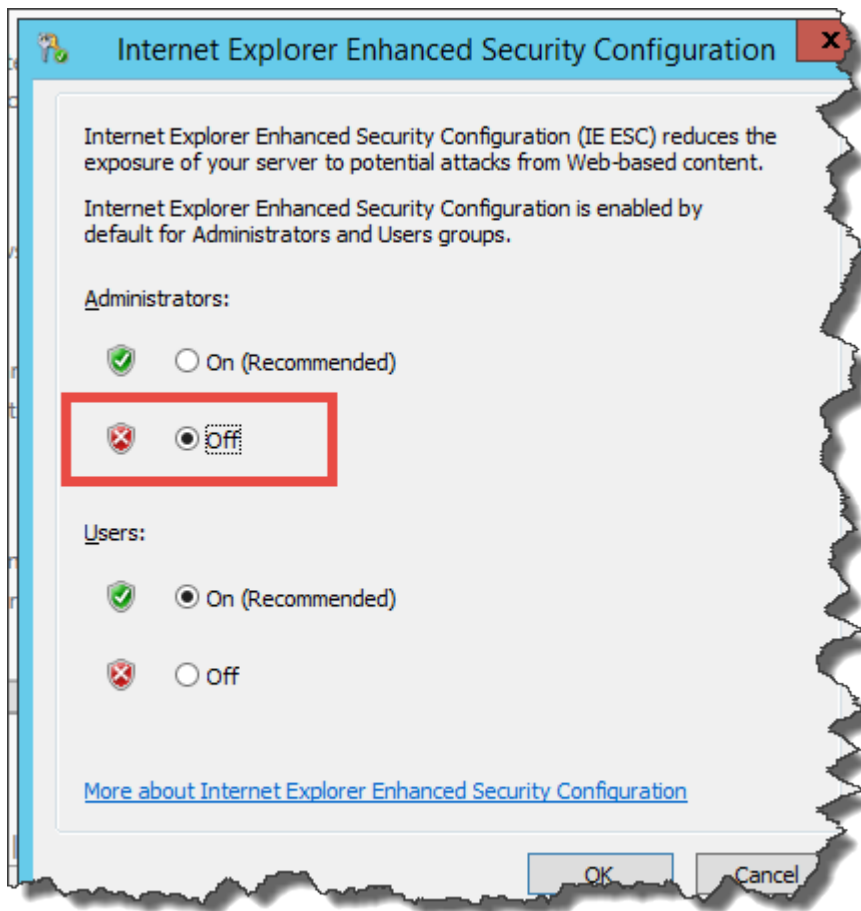 Internet Explorer Enhanced Security Configuration
x
Internet Explorer Enhanced Security Configuration (IE ESC) reduces the
exposure of your server to potential attacks from Web-based content.
Internet Explorer Enhanced Security Configuration is enabled by
default for Administrators and Users groups.
Administrators:
On (Recommended)
Off
Users:
On (Recommended)
Off
More about Internet Explorer Enhanced Security Configuration
OK
Cancel